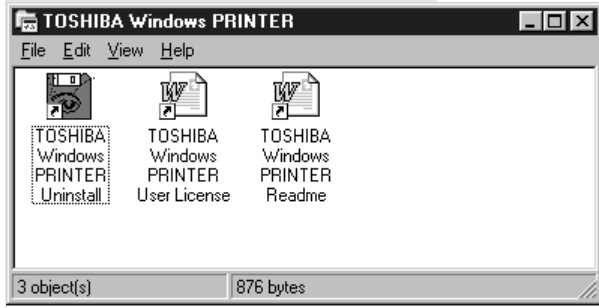 TOSHIBA Windows PRINTER
File Edit View Help
TOSHIBA
Windows
PRINTER
Uninstall
TOSHIBA
Windows
PRINTER
User License
TOSHIBA
Windows
PRINTER
Readme
3 object(s) 876 bytes